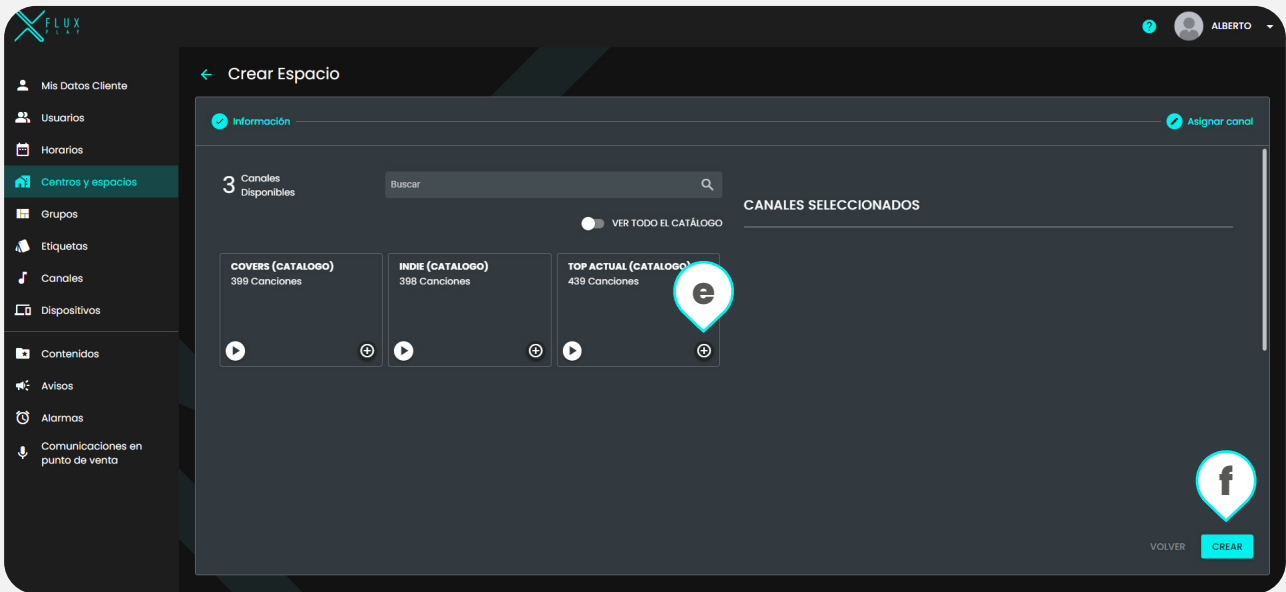 FLUX
PLAY
?
ALBERTO
Mis Datos Cliente
Usuarios
Horarios
Centros y espacios
Grupos
Etiquetas
Canales
Dispositivos
Contenidos
Avisos
Alarmas
Comunicaciones en
punto de venta
Crear Espacio
Información
Asignar canal
3 Canales
Disponibles
Buscar
VER TODO EL CATÁLOGO
COVERS (CATALOGO)
399 Canciones
INDIE (CATALOGO)
398 Canciones
TOP ACTUAL (CATALOGO)
439 Canciones
e
CANALES SELECCIONADOS
f
VOLVER
CREAR